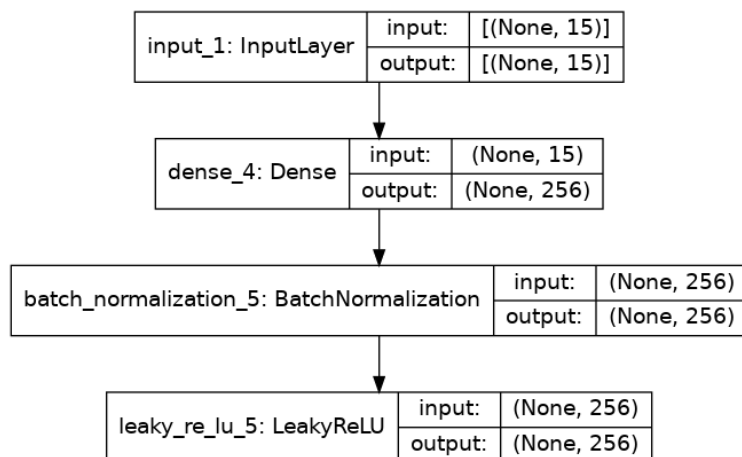 input_1: InputLayer
input: [(None, 15)]
output: [(None, 15)]
dense_4: Dense
input: (None, 15)
output: (None, 256)
batch_normalization_5: BatchNormalization
input: (None, 256)
output: (None, 256)
leaky_re_lu_5: LeakyReLU
input: (None, 256)
output: (None, 256)